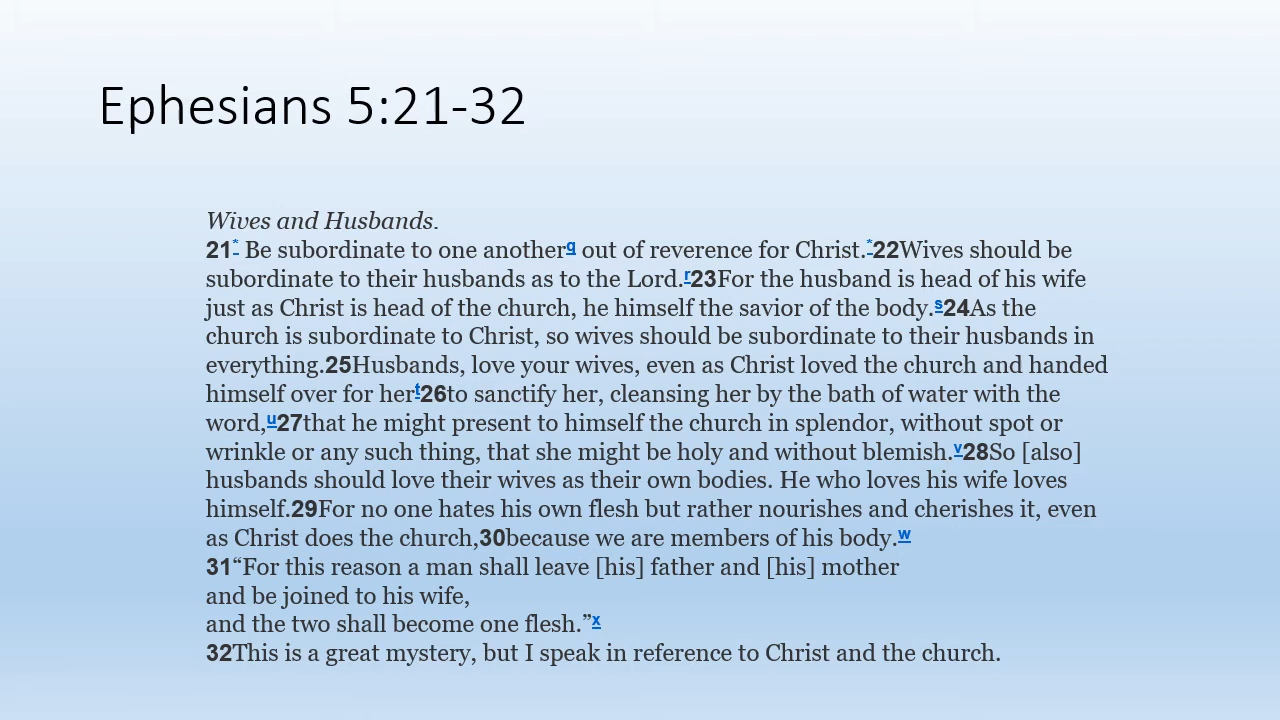 Ephesians 5:21-32
Wives and Husbands.
21* Be subordinate to one anotherq out of reverence for Christ.*22Wives should be
subordinate to their husbands as to the Lord.r23For the husband is head of his wife
just as Christ is head of the church, he himself the savior of the body.s24As the
church is subordinate to Christ, so wives should be subordinate to their husbands in
everything.25Husbands, love your wives, even as Christ loved the church and handed
himself over for hert26to sanctify her, cleansing her by the bath of water with the
word,u27that he might present to himself the church in splendor, without spot or
wrinkle or any such thing, that she might be holy and without blemish.v28So [also]
husbands should love their wives as their own bodies. He who loves his wife loves
himself.29For no one hates his own flesh but rather nourishes and cherishes it, even
as Christ does the church,30because we are members of his body.w
31“For this reason a man shall leave [his] father and [his] mother
and be joined to his wife,
and the two shall become one flesh.”x
32This is a great mystery, but I speak in reference to Christ and the church.